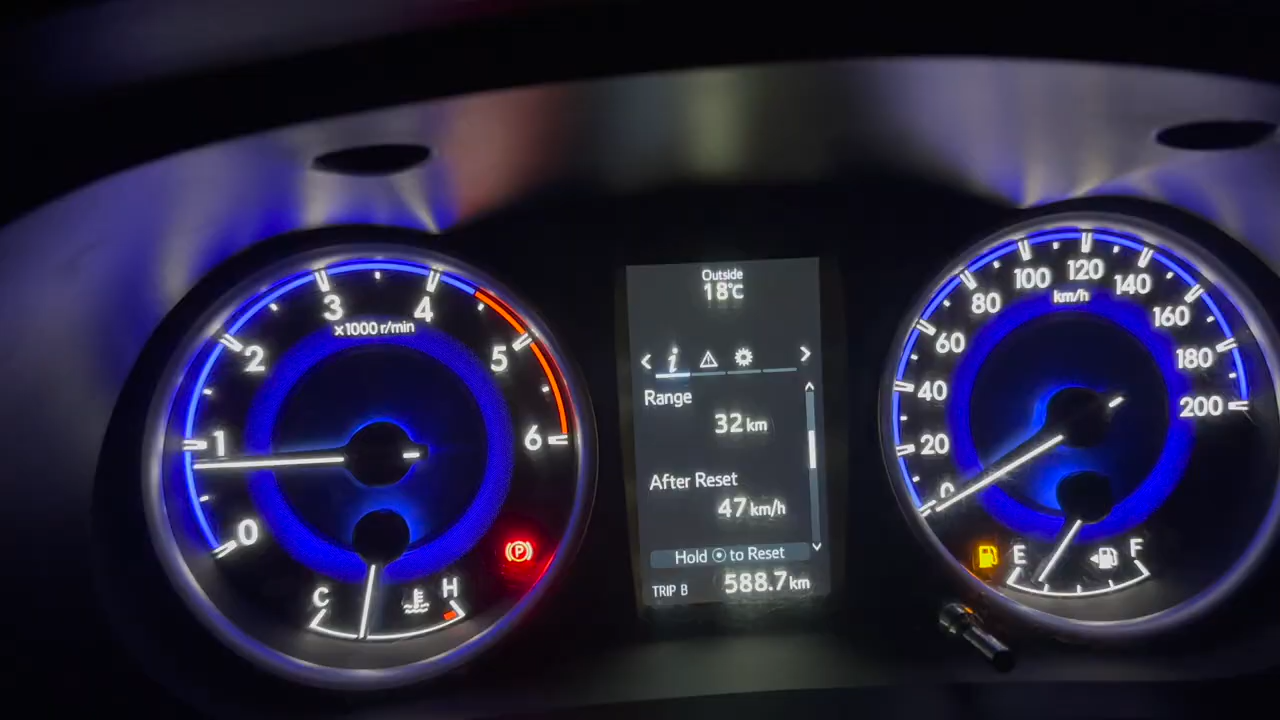 Outside
18°C
3
4
x1000 r/min
2
5
1
6
0
C
H
P
i
Range
32 km
After Reset
47 km/h
Hold to Reset
TRIP B 588.7 km
100
120
140
km/h
80
160
60
180
40
200
20
0
E
F